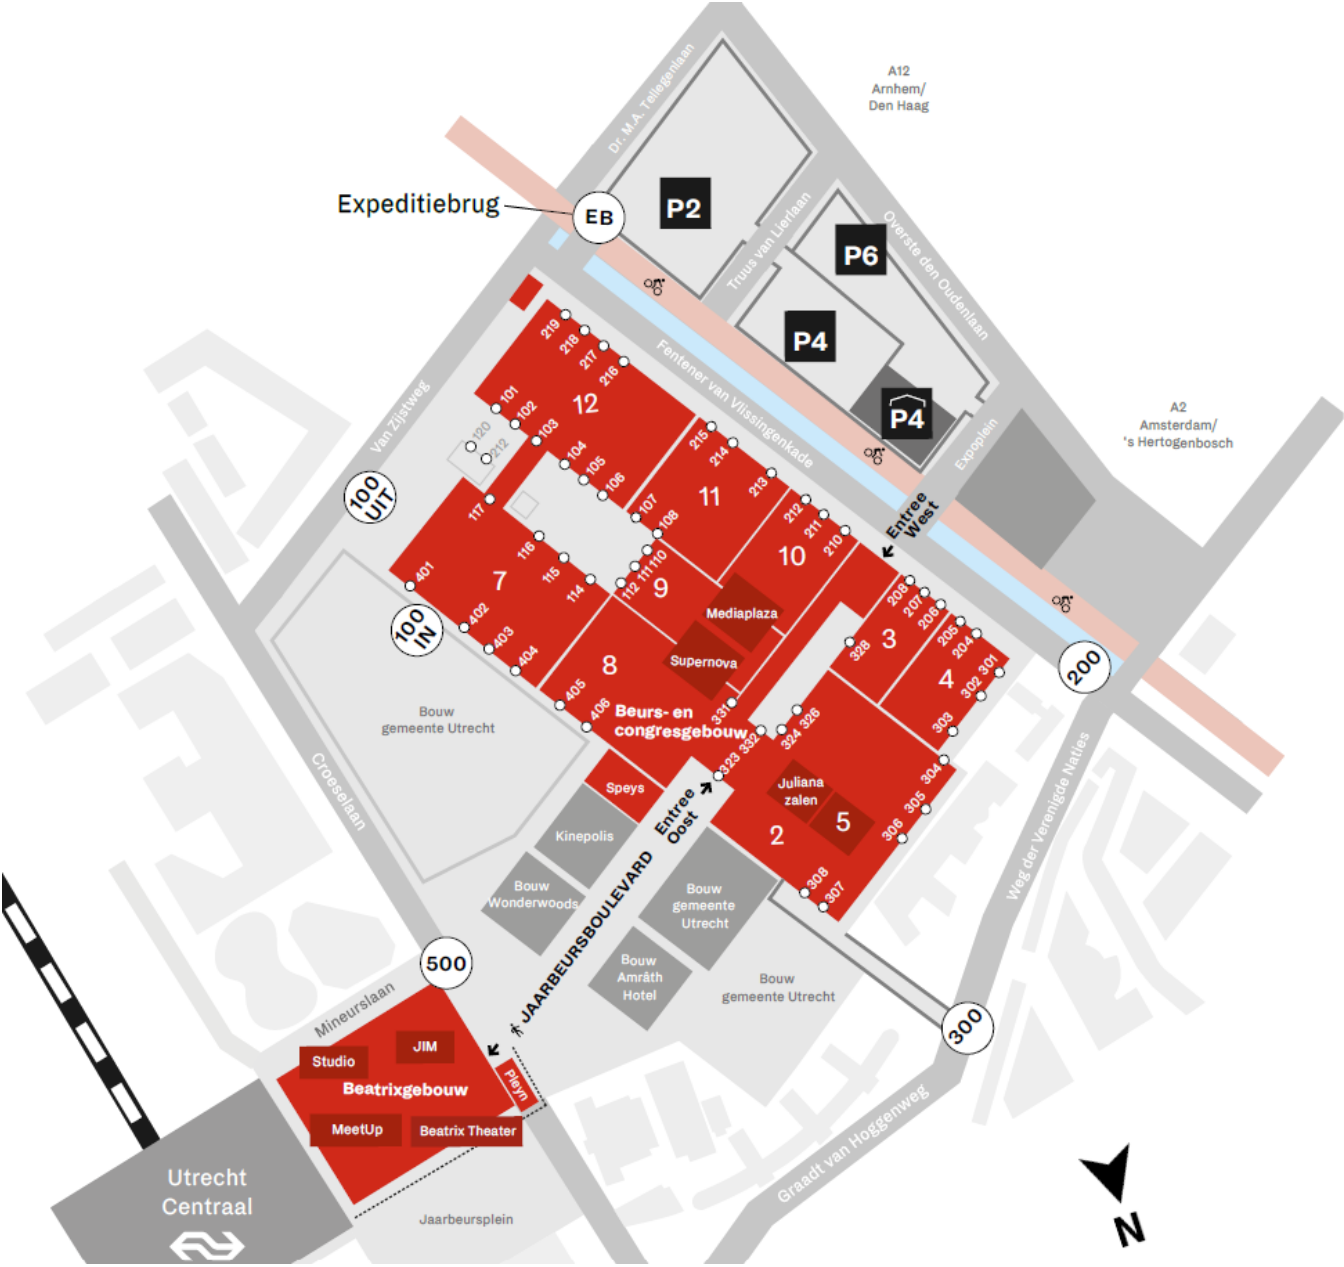 A12
Arnhem/
Den Haag
Dr. M.A. Tellegenlaan
Expeditiebrug
EB
P2
P6
Truus van Lierlaan
Overste den Oudenlaan
P4
P4
Expoplein
A2
Amsterdam/
's Hertogenbosch
Fentener van Vlissingenkade
Van Zijstweg
219
218
217
216
12
101
102
103
104
105
106
120
212
215
214
213
11
107
108
212
211
210
10
Entree
West
100
UIT
117
116
115
114
7
110
111
112
9
Mediaplaza
Supernova
208
207
206
205
204
3
328
4
301
302
303
200
401
100
IN
402
403
404
405
406
8
Beurs- en
congresgebouw
331
332
323
324
326
Juliana
zalen
5
2
304
305
306
308
307
Bouw
gemeente Utrecht
Croeselaan
Speys
Kinepolis
Entree
Oost
Bouw
Wonderwoods
JAARBEURSBOULEVARD
Bouw
gemeente
Utrecht
Bouw
Amrâth
Hotel
Bouw
gemeente Utrecht
Weg der Verenigde Naties
300
500
Mineurslaan
Studio
JIM
Beatrixgebouw
Pleyn
MeetUp
Beatrix Theater
Graadt van Hoggenweg
Utrecht
Centraal
Jaarbeursplein
N